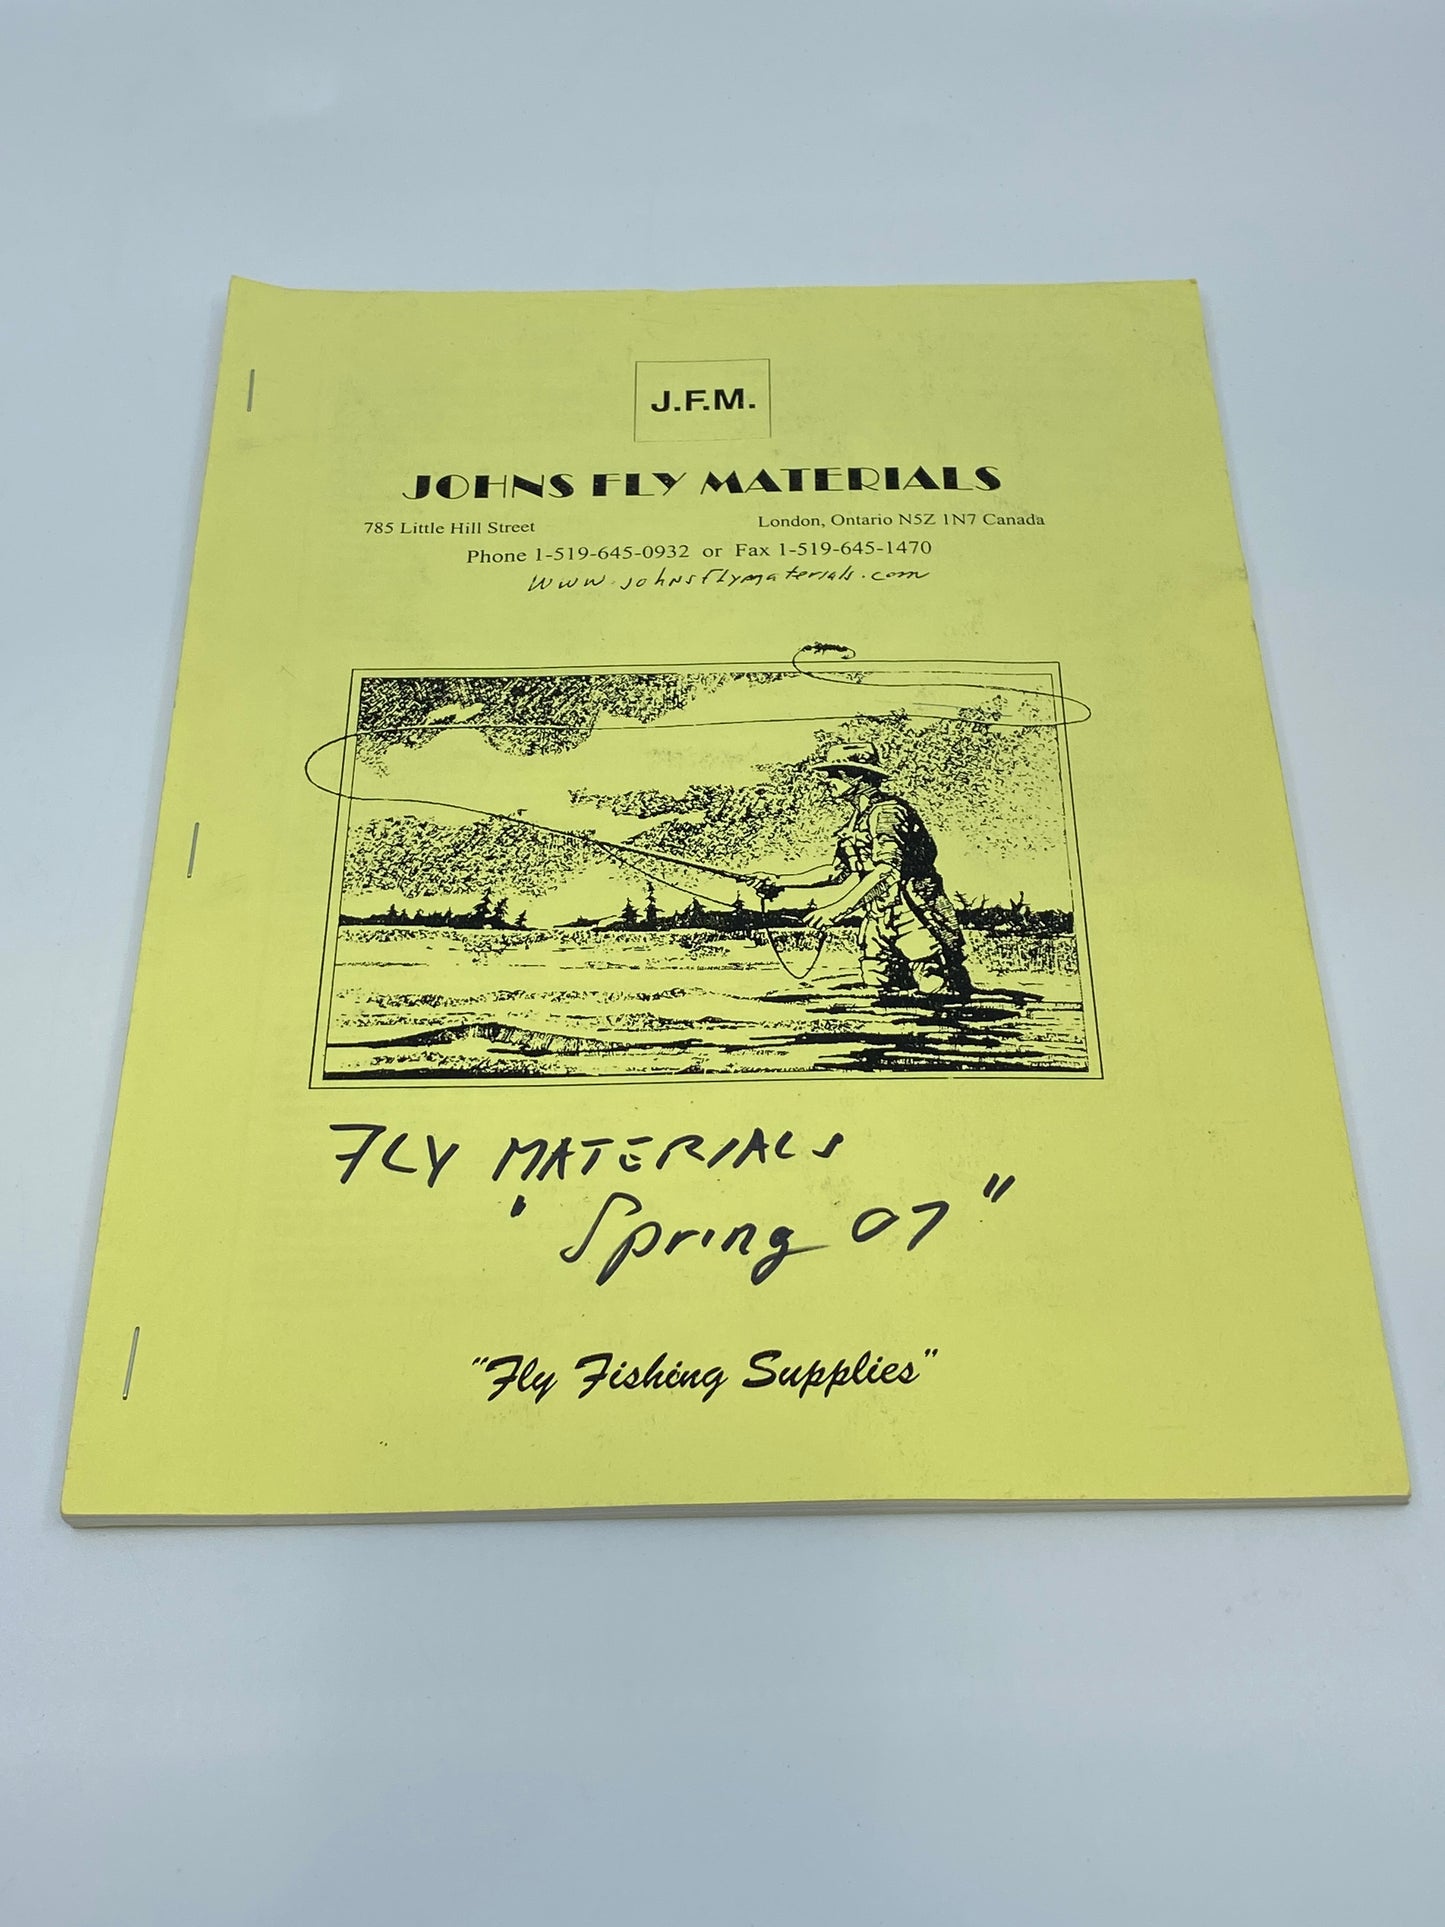 J.F.M.
JOHNS FLY MATERIALS
785 Little Hill Street London, Ontario N5Z 1N7 Canada
Phone 1-519-645-0932 or Fax 1-519-645-1470
www.johnsflymaterials.com
FLY MATERIALS
"Spring 07"
"Fly Fishing Supplies"